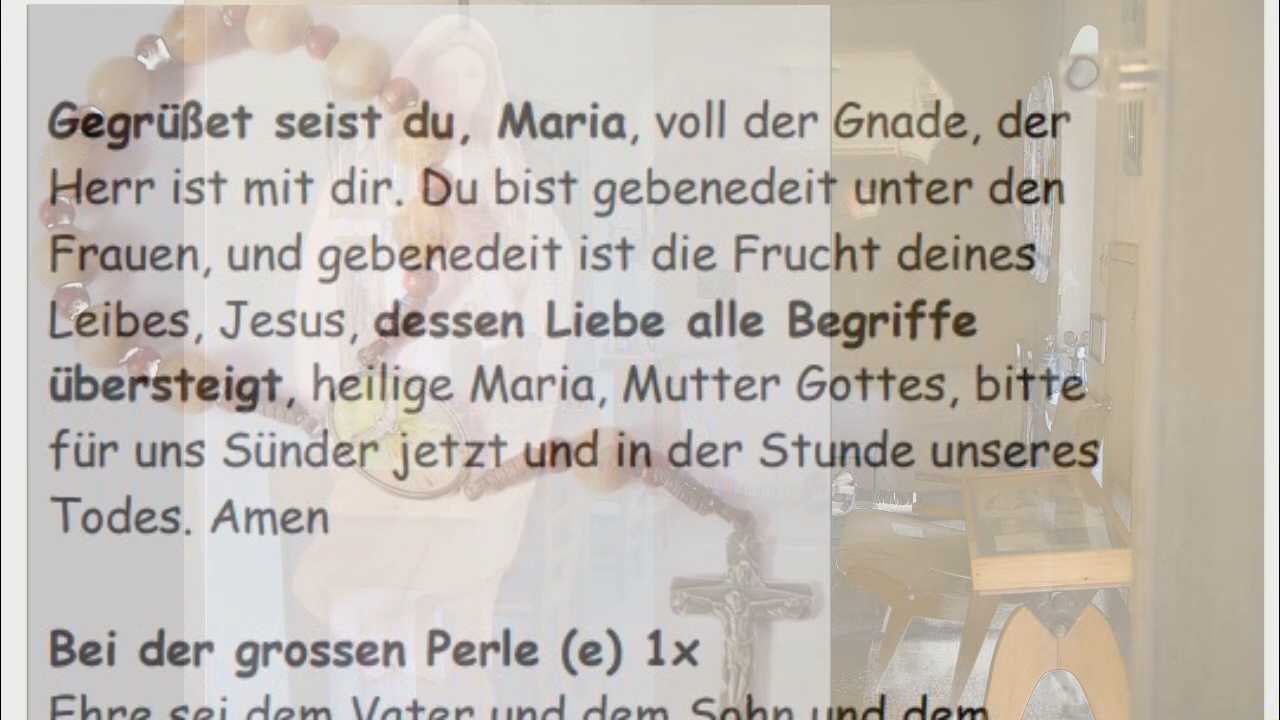 Gegrüßet seist du, Maria, voll der Gnade, der
Herr ist mit dir. Du bist gebenedeit unter den
Frauen, und gebenedeit ist die Frucht deines
Leibes, Jesus, dessen Liebe alle Begriffe
übersteigt, heilige Maria, Mutter Gottes, bitte
für uns Sünder jetzt und in der Stunde unseres
Todes. Amen
Bei der grossen Perle (e) 1x
Ehre sei dem Vater und dem Sohn und dem